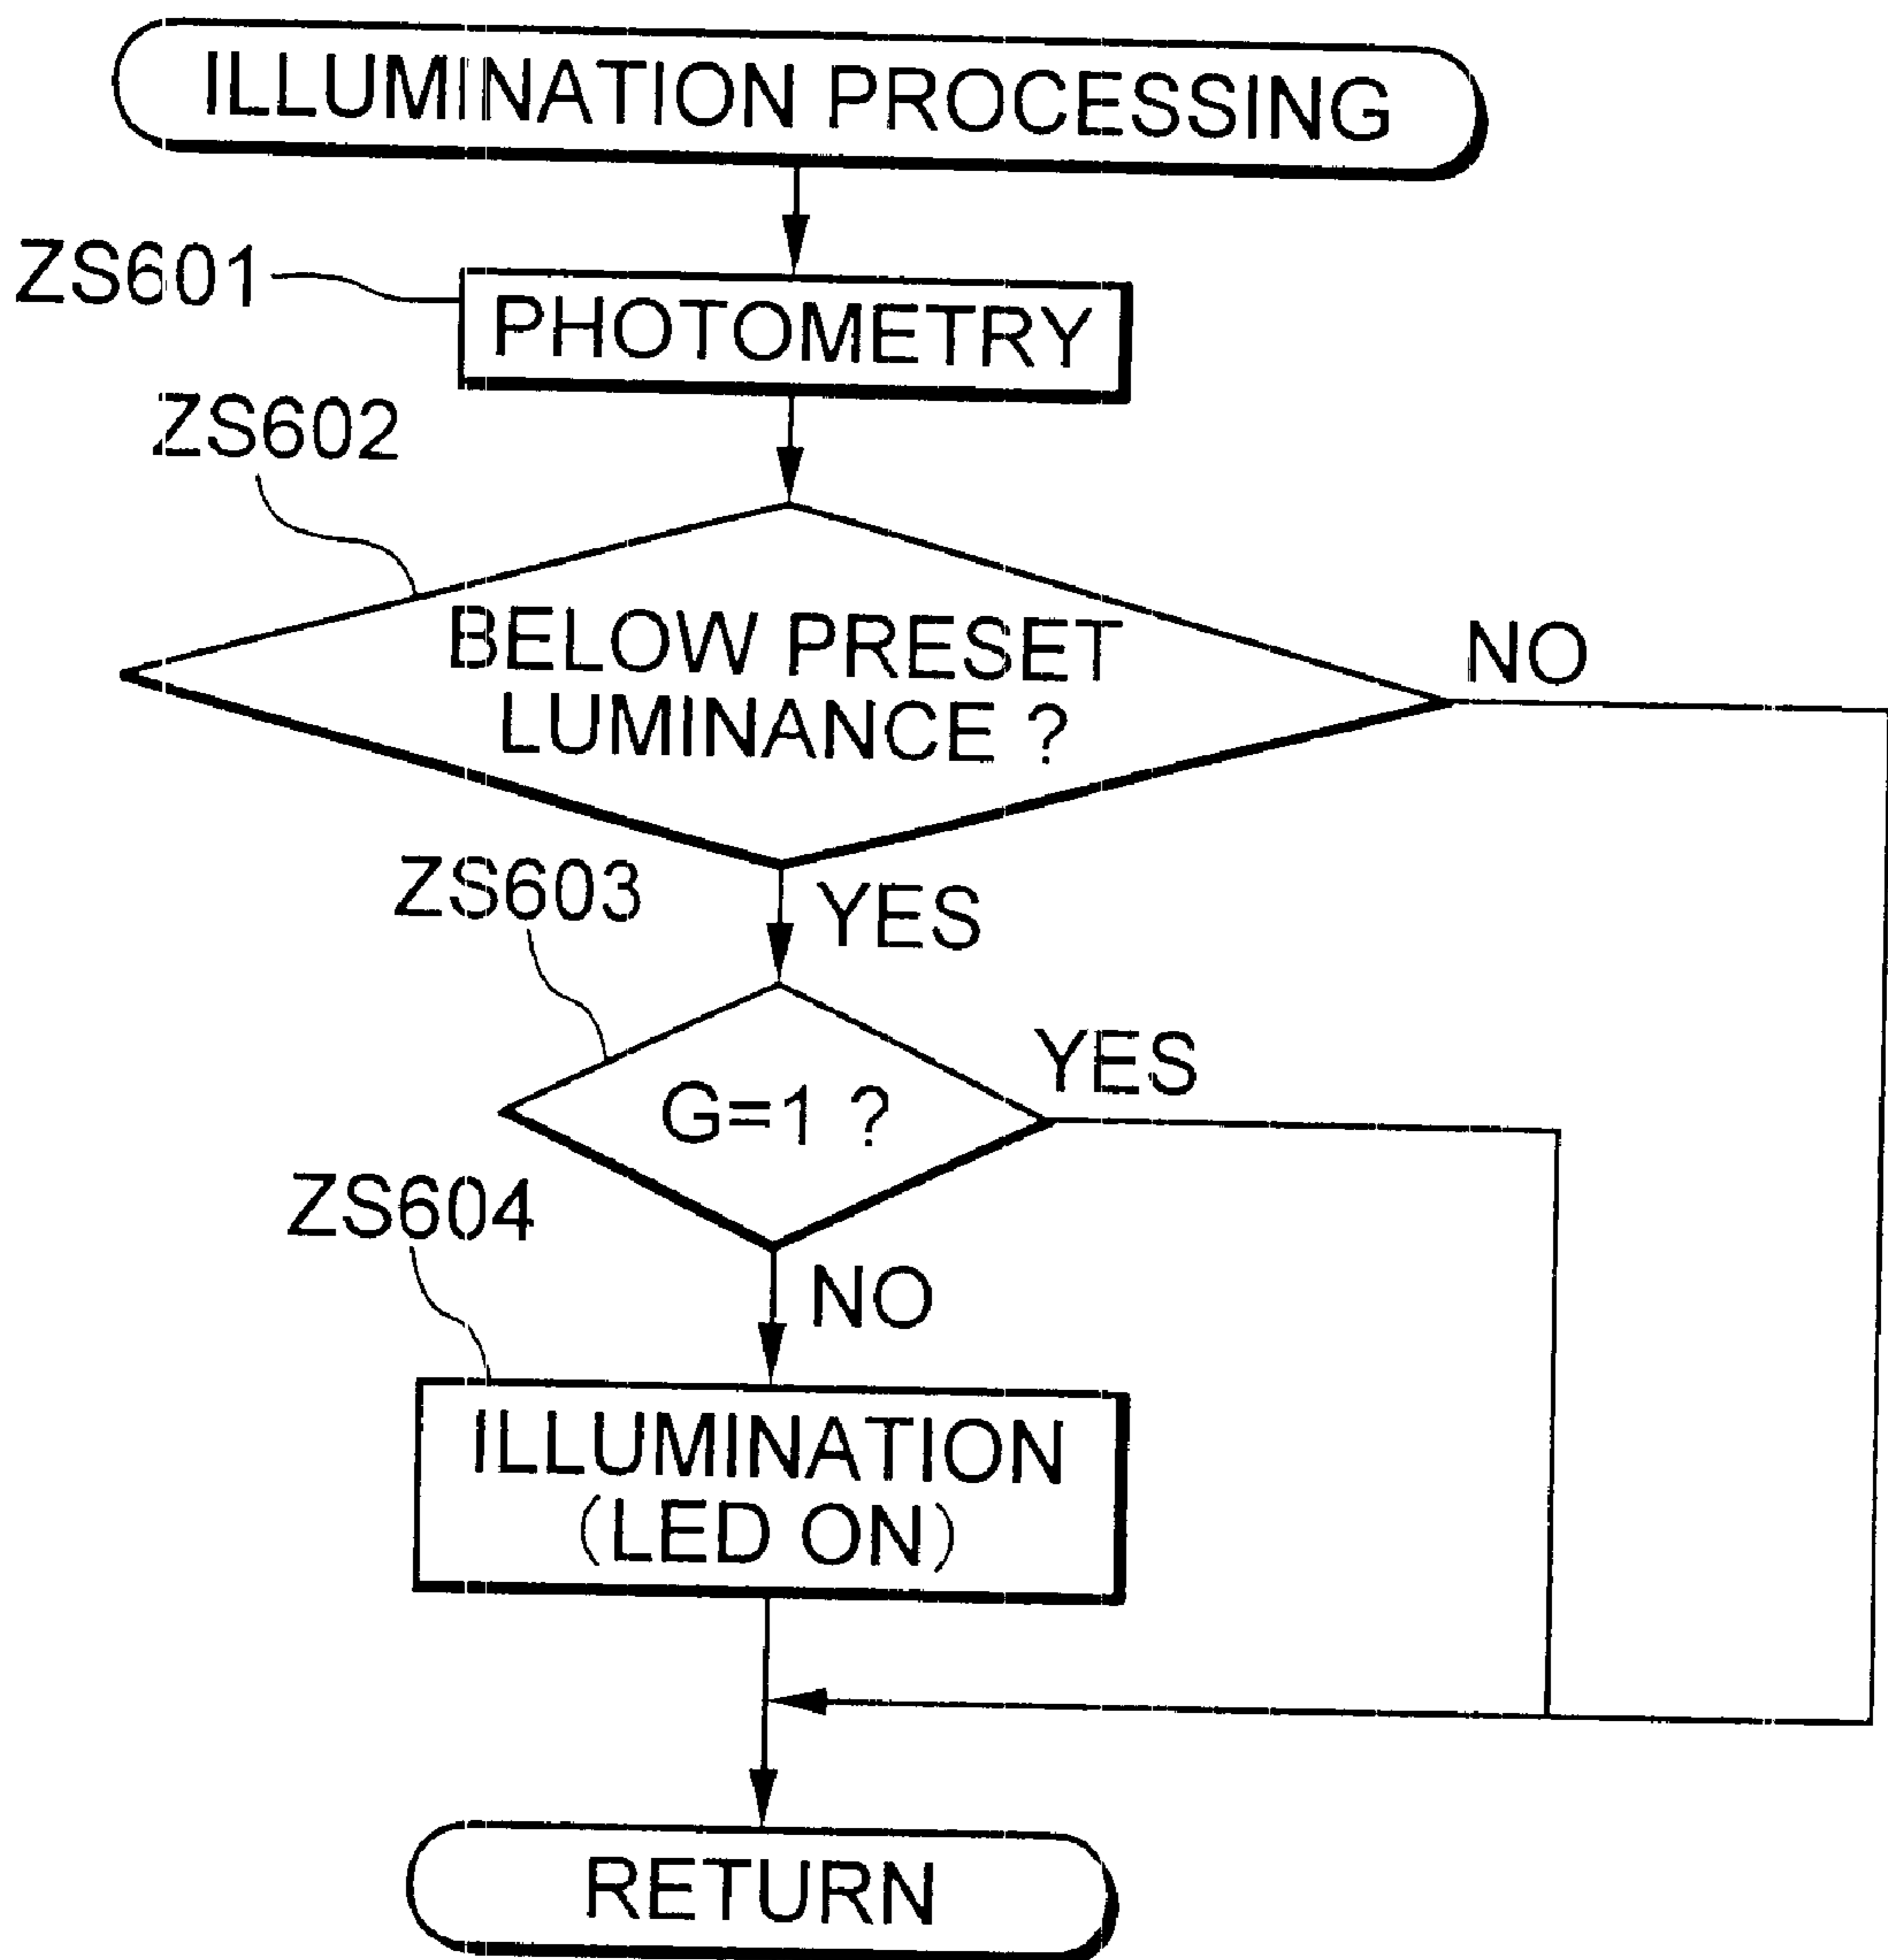 ILLUMINATION PROCESSING
ZS601
PHOTOMETRY
ZS602
BELOW PRESET
LUMINANCE ?
NO
ZS603
YES
G=1 ?
YES
ZS604
NO
ILLUMINATION
(LED ON)
RETURN